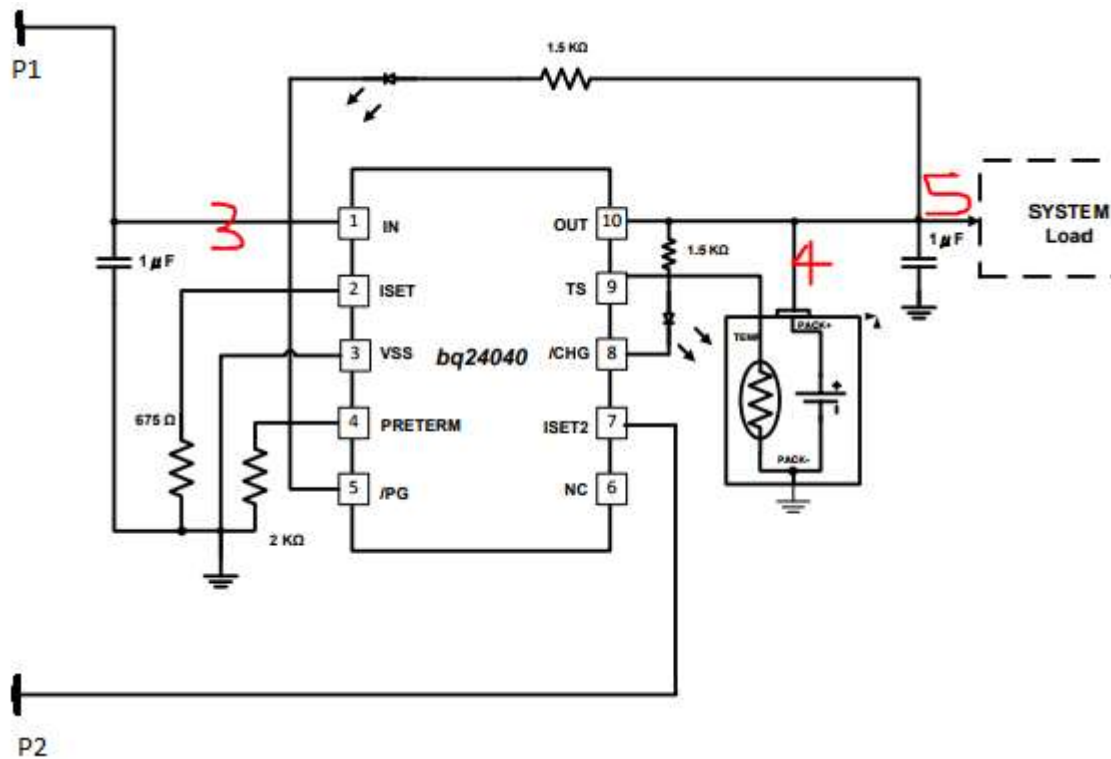 1.5 KΩ
P1
3
5
1 IN
OUT 10
SYSTEM
Load
1 μF
1.5 KΩ
4
1 μF
2 ISET
TS 9
PACK+
TEMP
3 VSS
bq24040
/CHG 8
675 Ω
4 PRETERM
ISET2 7
PACK-
5 /PG
NC 6
2 KΩ
P2